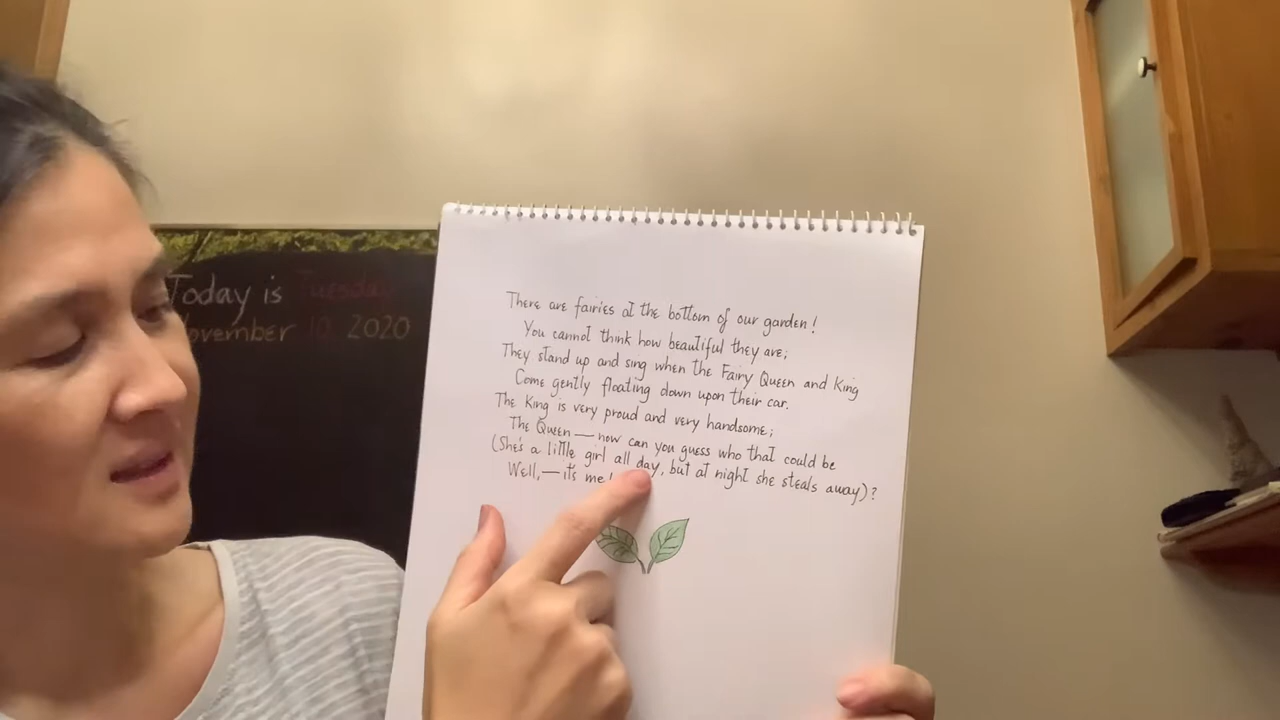 Today is Tuesday
November 10 2020
There are fairies at the bottom of our garden!
You cannot think how beautiful they are;
They stand up and sing when the Fairy Queen and King
Come gently floating down upon their car.
The King is very proud and very handsome;
The Queen—now can you guess who that could be
(She's a little girl all day, but at night she steals away)?
Well,—it's me!